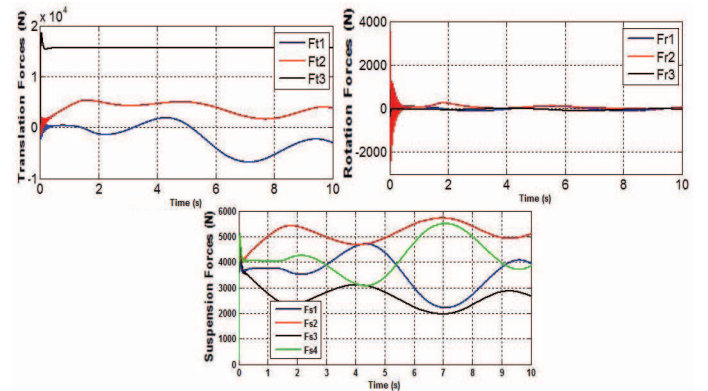 Translation Forces (N)
x 10^4
2
1
0
-1
0 2 4 6 8 10
Time (s)
Ft1
Ft2
Ft3
Rotation Forces (N)
4000
2000
0
-2000
0 2 4 6 8 10
Time (s)
Fr1
Fr2
Fr3
Suspension Forces (N)
6000
5000
4000
3000
2000
1000
0
0 1 2 3 4 5 6 7 8 9 10
Time (s)
Fs1
Fs2
Fs3
Fs4